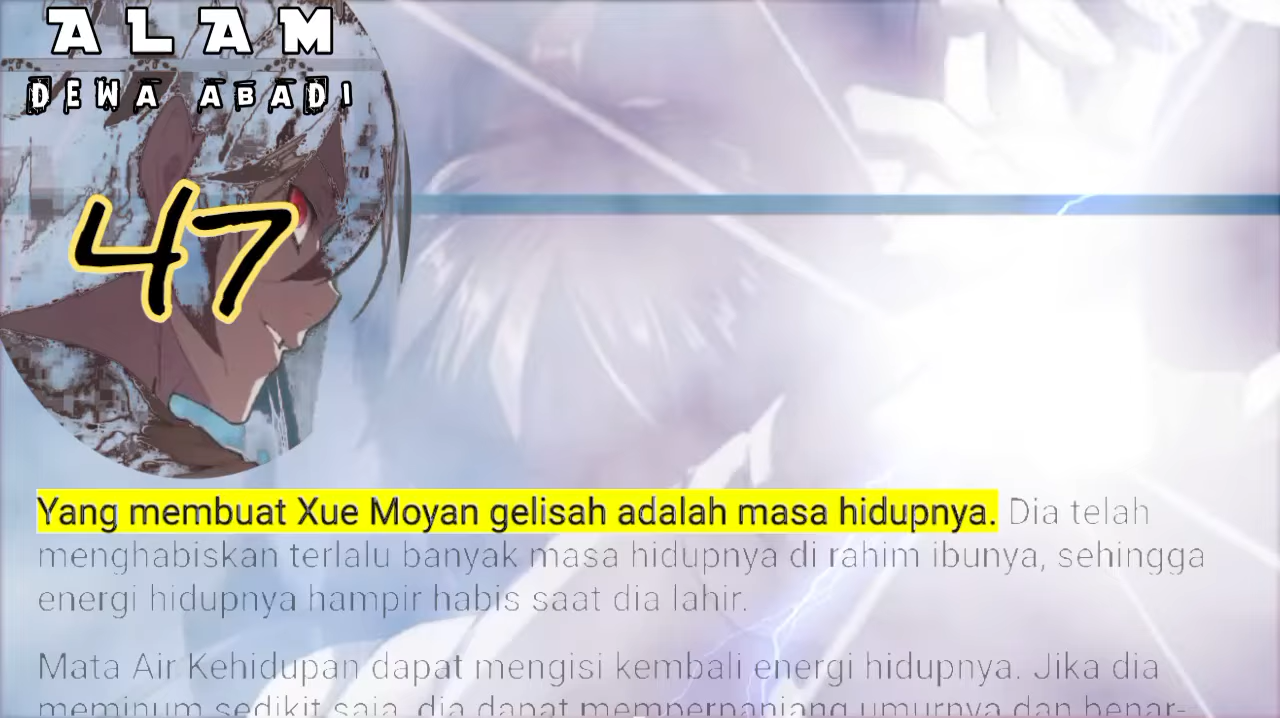 ALAM
DEWA ABADI
47
Yang membuat Xue Moyan gelisah adalah masa hidupnya. Dia telah
menghabiskan terlalu banyak masa hidupnya di rahim ibunya, sehingga
energi hidupnya hampir habis saat dia lahir.
Mata Air Kehidupan dapat mengisi kembali energi hidupnya. Jika dia
meminum sedikit saja, dia dapat memperpanjang umurnya dan benar-